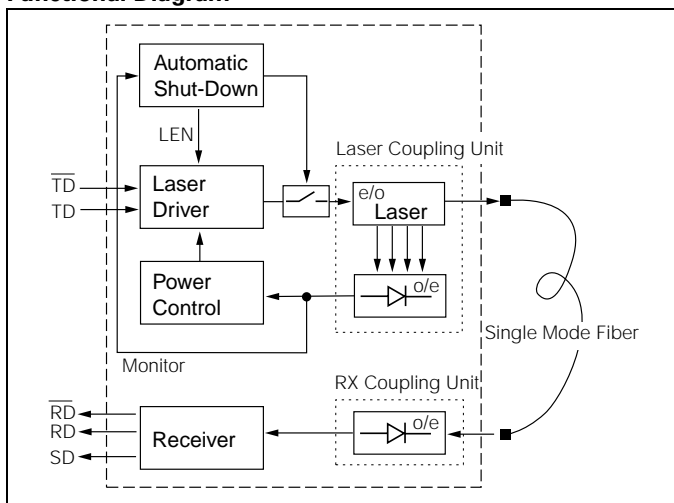 Functional Diagram
Automatic
Shut-Down
LEN
Laser Coupling Unit
TD
TD
Laser
Driver
e/o
Laser
Power
Control
o/e
Single Mode Fiber
Monitor
RX Coupling Unit
RD
RD
SD
Receiver
o/e